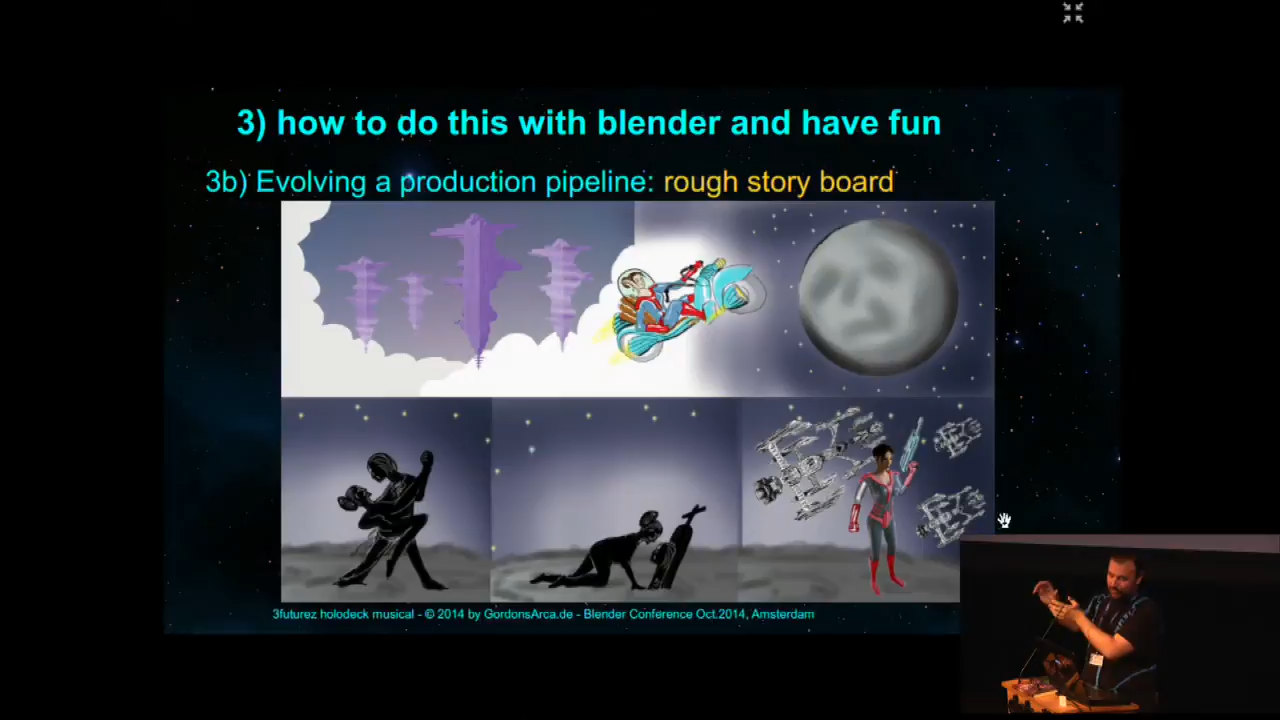 3) how to do this with blender and have fun
3b) Evolving a production pipeline: rough story board
3futurez holodeck musical - © 2014 by GordonsArca.de - Blender Conference Oct.2014, Amsterdam